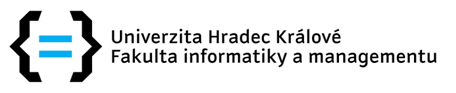 Univerzita Hradec Králové
Fakulta informatiky a managementu